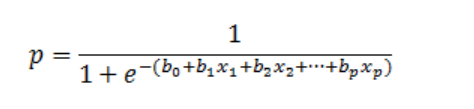 p = 1 / (1 + e^{-(b_0+b_1x_1+b_2x_2+⋯+b_px_p)})